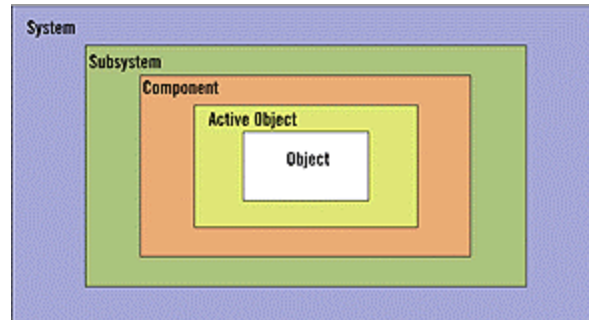 System
Subsystem
Component
Active Object
Object